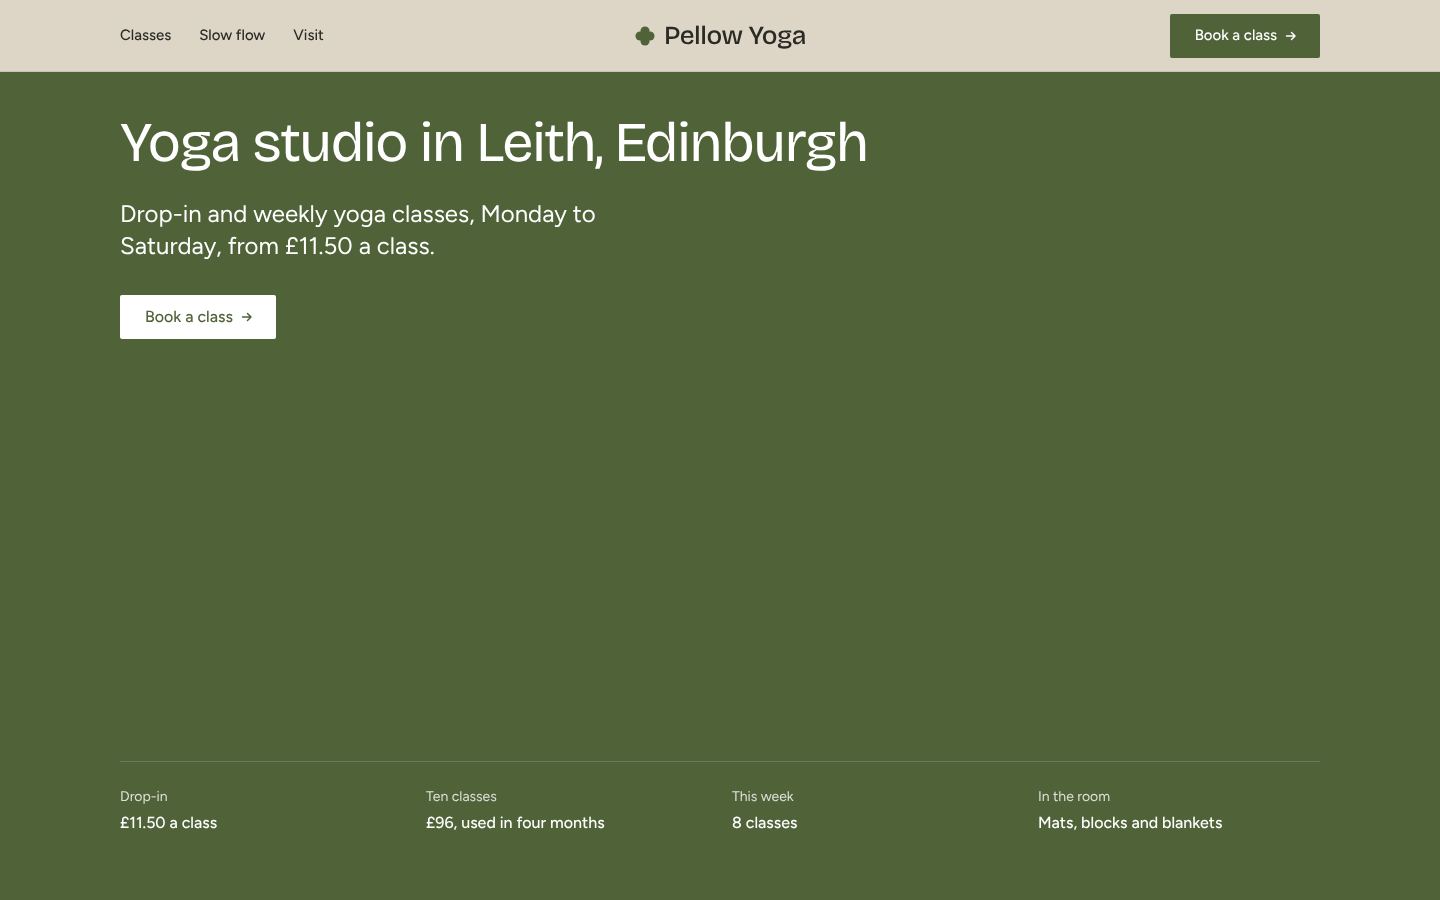 Classes
Slow flow
Visit
Pellow Yoga
Book a class →
Yoga studio in Leith, Edinburgh
Drop-in and weekly yoga classes, Monday to
Saturday, from £11.50 a class.
Book a class →
Drop-in
£11.50 a class
Ten classes
£96, used in four months
This week
8 classes
In the room
Mats, blocks and blankets